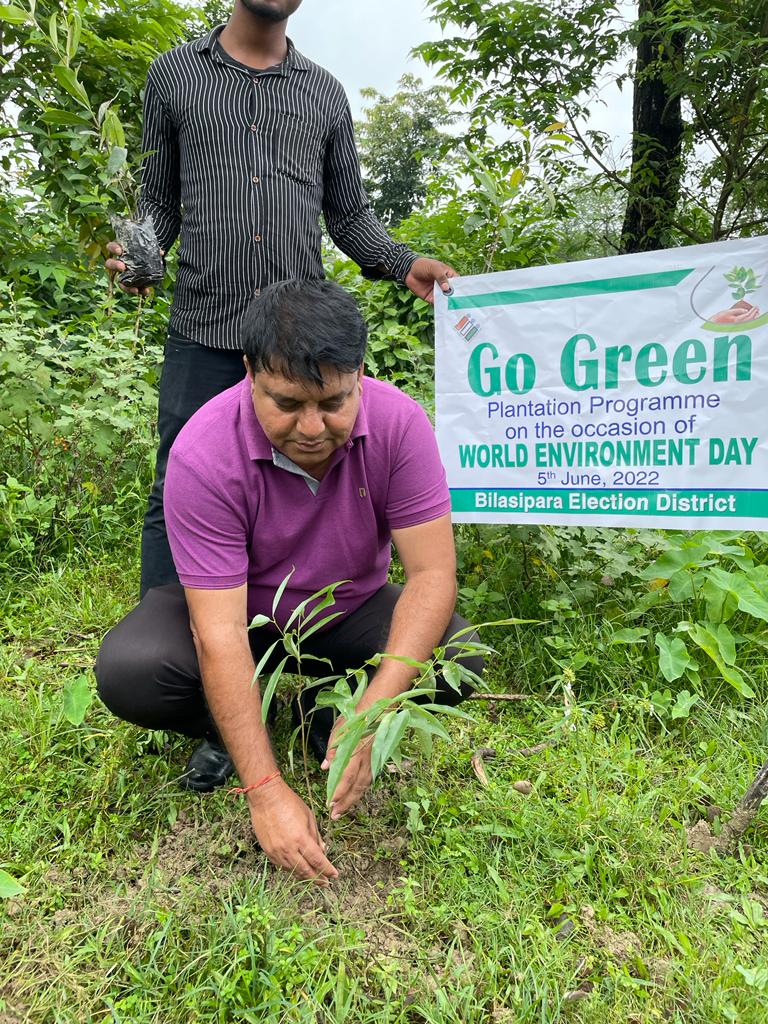 Go Green
Plantation Programme
on the occasion of
WORLD ENVIRONMENT DAY
5th June, 2022
Bilasipara Election District